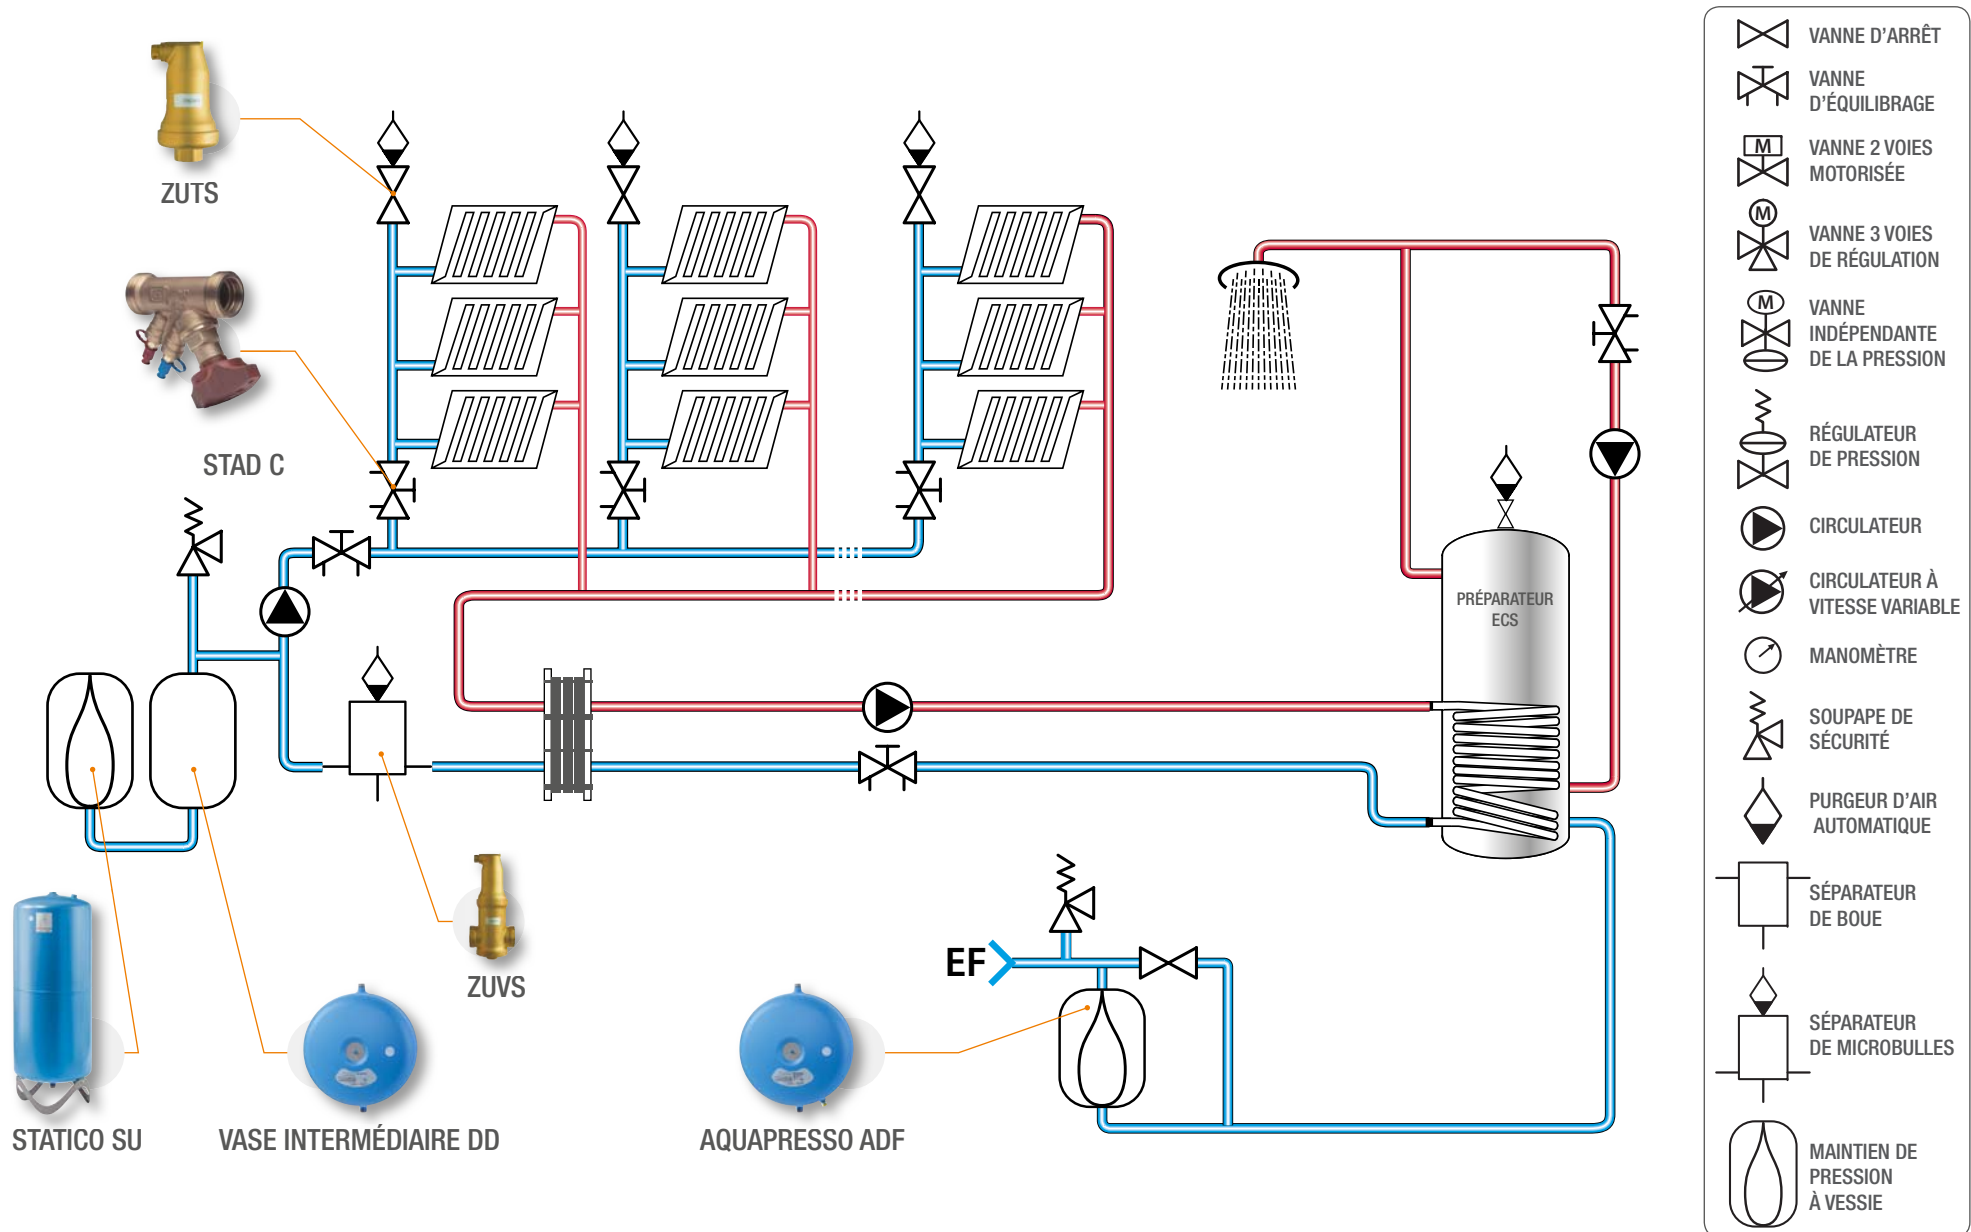 ZUTS
STAD C
ZUVS
STATICO SU
VASE INTERMÉDIAIRE DD
AQUAPRESSO ADF
EF
PRÉPARATEUR
ECS
VANNE D'ARRÊT
VANNE
D'ÉQUILIBRAGE
M
VANNE 2 VOIES
MOTORISÉE
M
VANNE 3 VOIES
DE RÉGULATION
M
VANNE
INDÉPENDANTE
DE LA PRESSION
RÉGULATEUR
DE PRESSION
CIRCULATEUR
CIRCULATEUR À
VITESSE VARIABLE
MANOMÈTRE
SOUPAPE DE
SÉCURITÉ
PURGEUR D'AIR
AUTOMATIQUE
SÉPARATEUR
DE BOUE
SÉPARATEUR
DE MICROBULLES
MAINTIEN DE
PRESSION
À VESSIE